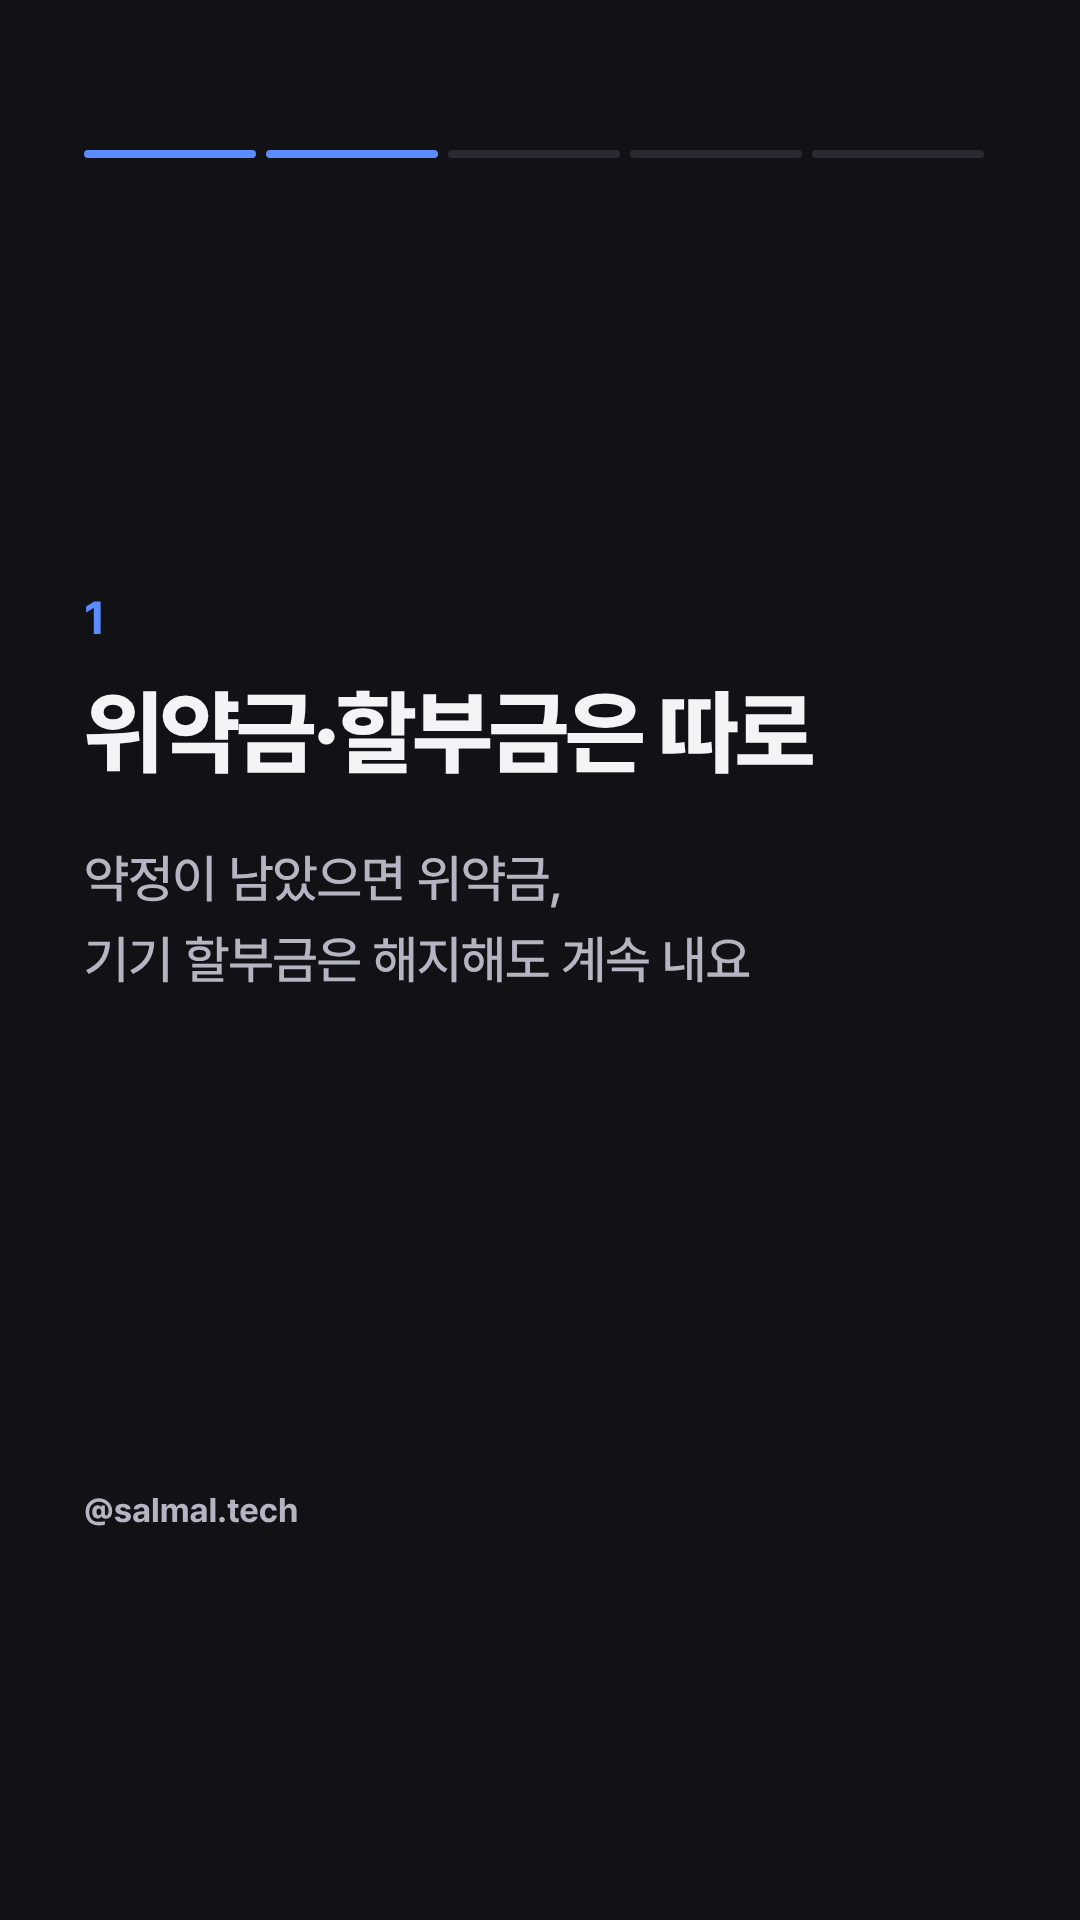 1
위약금·할부금은 따로
약정이 남았으면 위약금,
기기 할부금은 해지해도 계속 내요
@salmal.tech